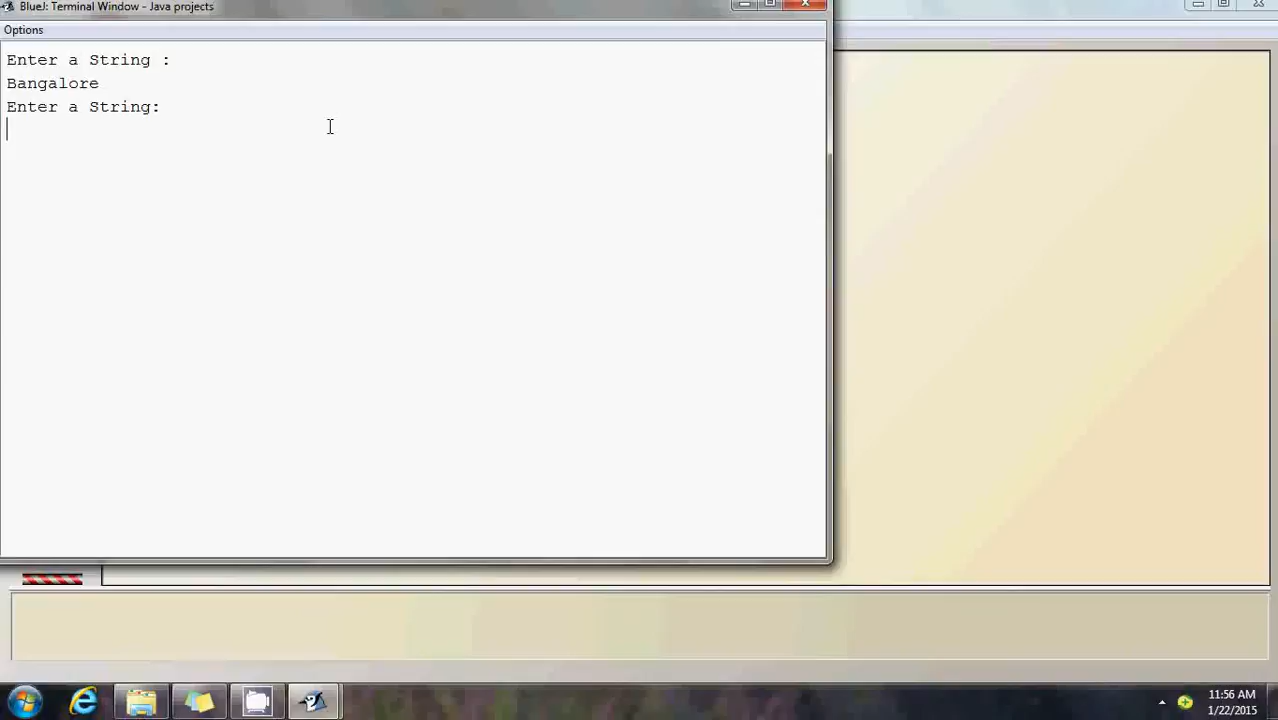 BlueJ: Terminal Window - Java projects
Options
Enter a String :
Bangalore
Enter a String:
11:56 AM
1/22/2015